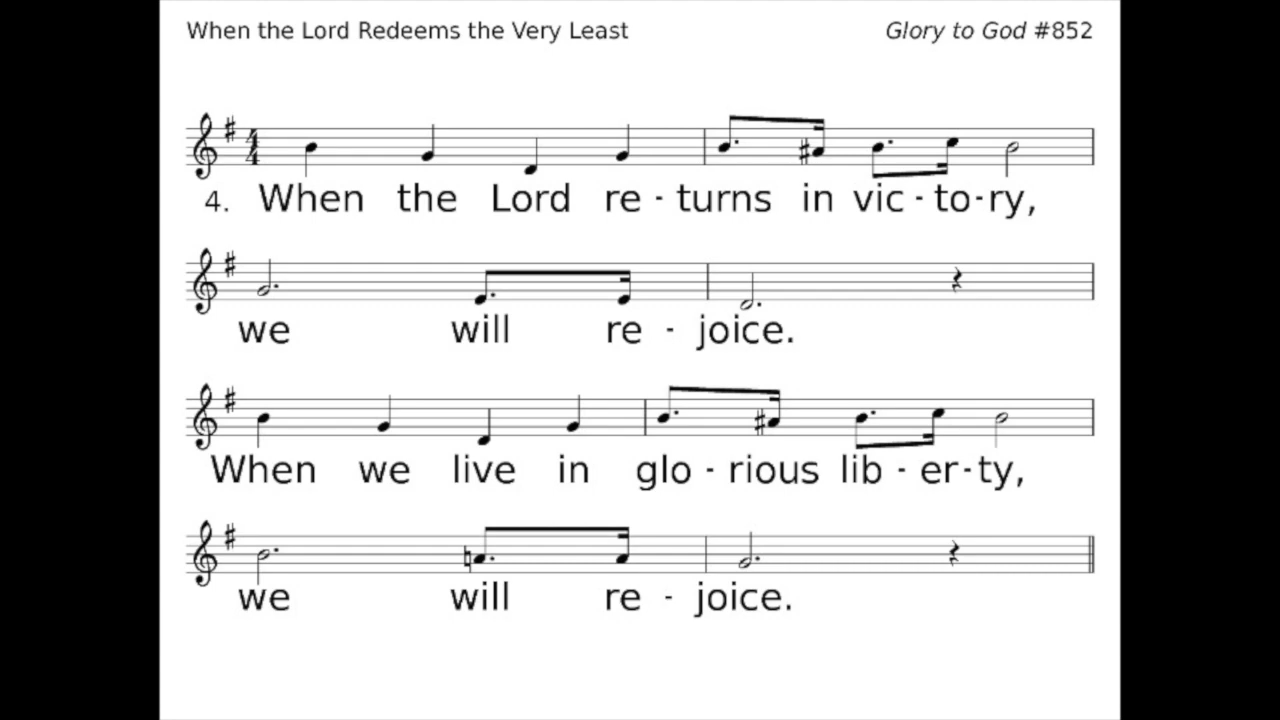 When the Lord Redeems the Very Least Glory to God #852
4
4
4. When the Lord re - turns in vic - to - ry,
we will re - joice.
When we live in glo - rious lib - er - ty,
we will re - joice.